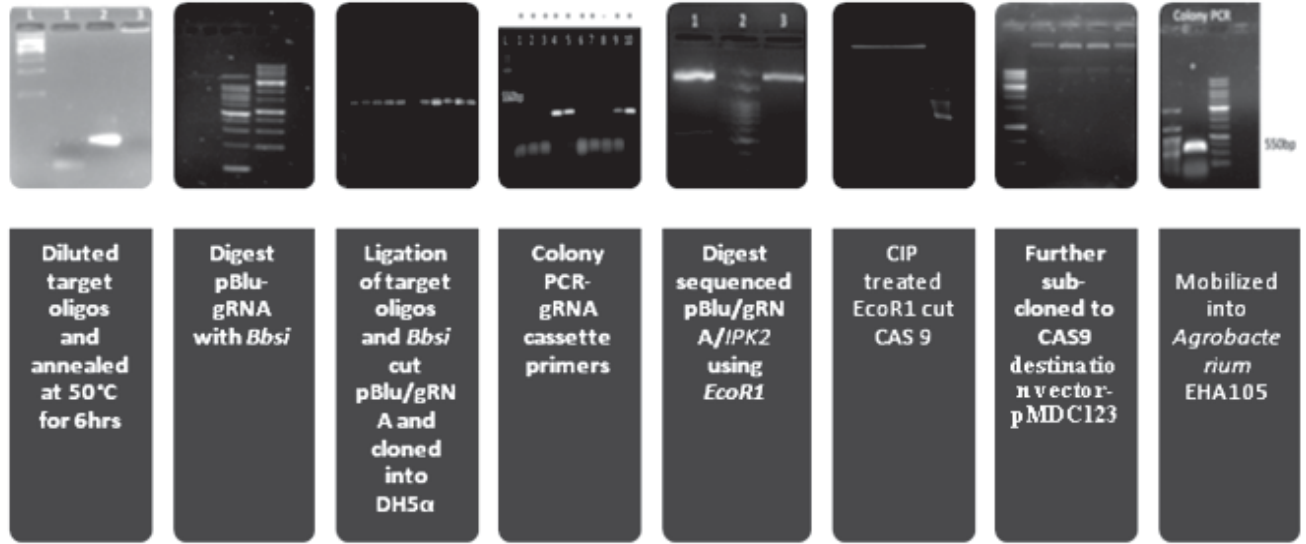 L 1 2 3
L 1 2 3 4 5 6 7 8 9 10
1 2 3
Colony PCR
550bp
Diluted
target
oligos
and
annealed
at 50°C
for 6hrs
Digest
pBlu-
gRNA
with Bbsi
Ligation
of target
oligos
and Bbsi
cut
pBlu/gRN
A and
cloned
into
DH5α
Colony
PCR-
gRNA
cassette
primers
Digest
sequenced
pBlu/gRN
A/IPK2
using
EcoR1
CIP
treated
EcoR1 cut
CAS 9
Further
sub-
cloned to
CAS9
destinatio
n vector-
pMDC123
Mobilized
into
Agrobacte
rium
EHA105